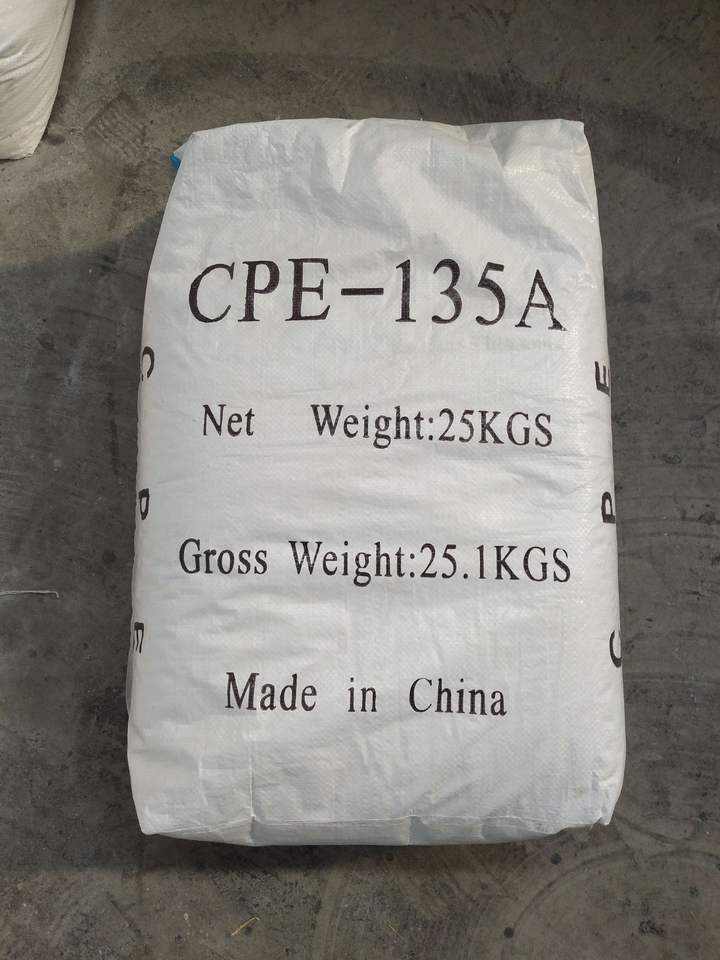 CPE-135A
Net Weight:25KGS
Gross Weight:25.1KGS
Made in China
C P E
C P E